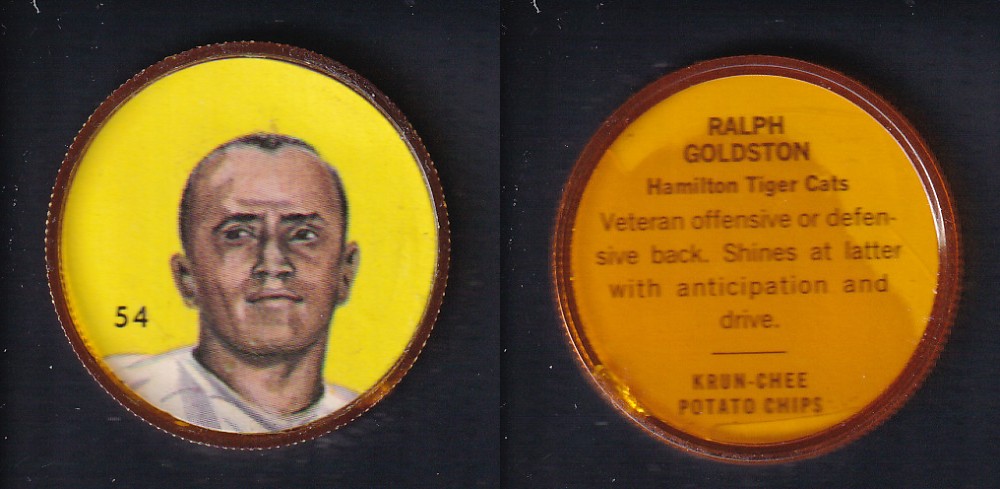 54
RALPH
GOLDSTON
Hamilton Tiger Cats
Veteran offensive or defen-
sive back. Shines at latter
with anticipation and
drive.
KRUN-CHEE
POTATO CHIPS